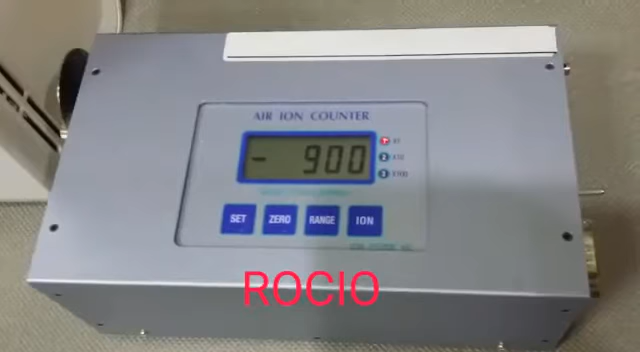 AIR ION COUNTER
- 900
SET ZERO RANGE ION
ROCIO